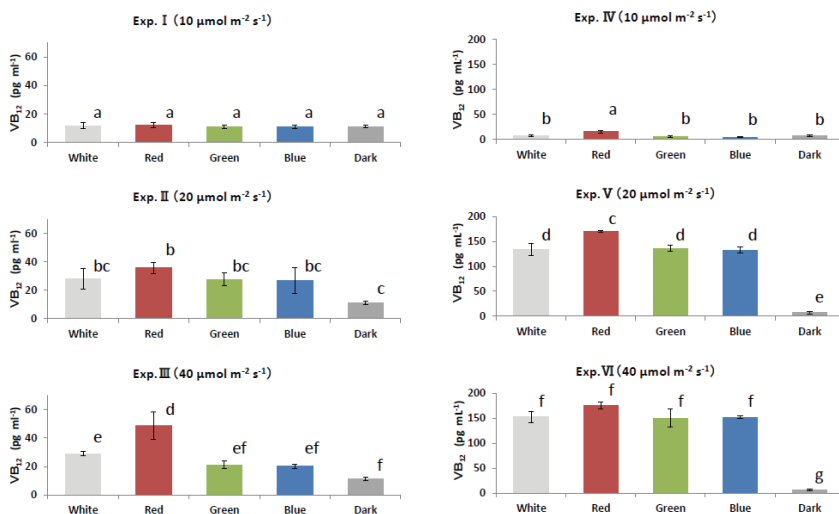 Exp. Ⅰ (10 μmol m⁻² s⁻¹)
VB₁₂ (pg ml⁻¹)
60
40
20
0
a
a
a
a
a
White
Red
Green
Blue
Dark
Exp. Ⅱ (20 μmol m⁻² s⁻¹)
VB₁₂ (pg ml⁻¹)
60
40
20
0
bc
b
bc
bc
c
White
Red
Green
Blue
Dark
Exp. Ⅲ (40 μmol m⁻² s⁻¹)
VB₁₂ (pg ml⁻¹)
60
40
20
0
e
d
ef
ef
f
White
Red
Green
Blue
Dark
Exp. Ⅳ (10 μmol m⁻² s⁻¹)
VB₁₂ (pg mL⁻¹)
200
150
100
50
0
b
a
b
b
b
White
Red
Green
Blue
Dark
Exp. Ⅴ (20 μmol m⁻² s⁻¹)
VB₁₂ (pg mL⁻¹)
200
150
100
50
0
d
c
d
d
e
White
Red
Green
Blue
Dark
Exp. Ⅵ (40 μmol m⁻² s⁻¹)
VB₁₂ (pg mL⁻¹)
200
150
100
50
0
f
f
f
f
g
White
Red
Green
Blue
Dark